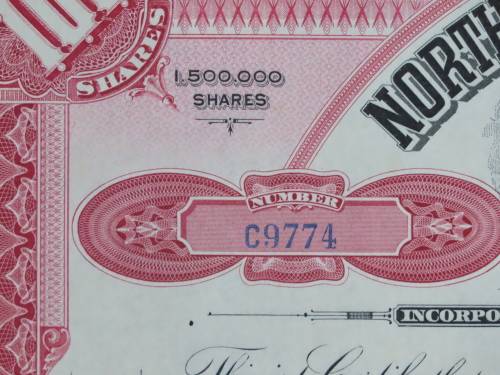 SHARES
1,500,000
SHARES
NORTH
NUMBER
C9774
INCORPO